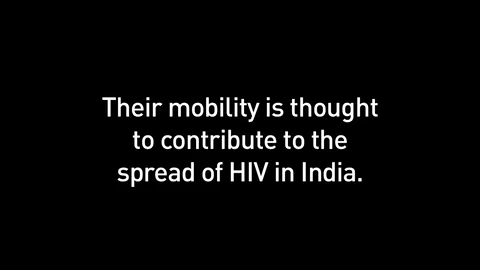 Their mobility is thought
to contribute to the
spread of HIV in India.